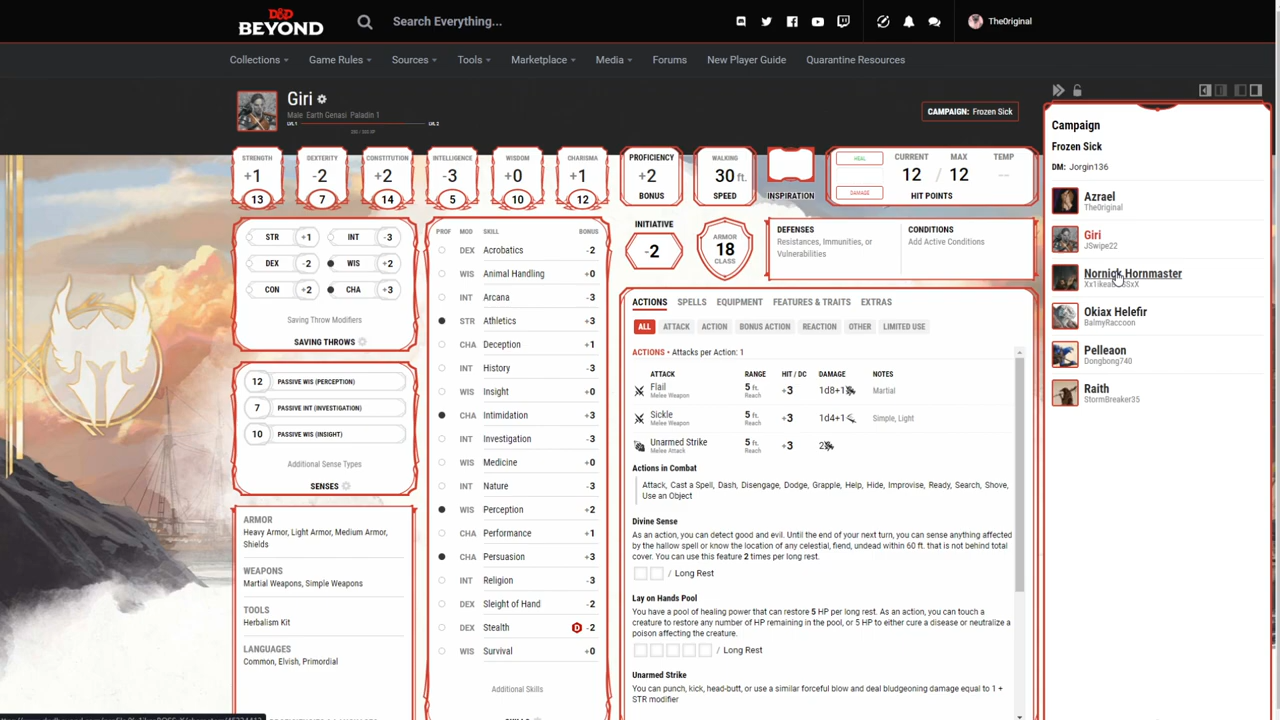 D&D
BEYOND
Search Everything...
The0riginal
Collections
Game Rules
Sources
Tools
Marketplace
Media
Forums
New Player Guide
Quarantine Resources
Giri
Male Earth Genasi Paladin 1
LVL 1
LVL 2
CAMPAIGN: Frozen Sick
STRENGTH
+1
13
DEXTERITY
-2
7
CONSTITUTION
+2
14
INTELLIGENCE
-3
5
WISDOM
+0
10
CHARISMA
+1
12
PROFICIENCY
+2
BONUS
WALKING
30 ft.
SPEED
INSPIRATION
HEAL
DAMAGE
CURRENT MAX TEMP
12 / 12 --
HIT POINTS
STR +1
INT -3
DEX -2
WIS +2
CON +2
CHA +3
Saving Throw Modifiers
SAVING THROWS
12 PASSIVE WIS (PERCEPTION)
7 PASSIVE INT (INVESTIGATION)
10 PASSIVE WIS (INSIGHT)
Additional Sense Types
SENSES
ARMOR
Heavy Armor, Light Armor, Medium Armor,
Shields
WEAPONS
Martial Weapons, Simple Weapons
TOOLS
Herbalism Kit
LANGUAGES
Common, Elvish, Primordial
PROF MOD SKILL BONUS
DEX Acrobatics -2
WIS Animal Handling +0
INT Arcana -3
STR Athletics +3
CHA Deception +1
INT History -3
WIS Insight +0
CHA Intimidation +3
INT Investigation -3
WIS Medicine +0
INT Nature -3
WIS Perception +2
CHA Performance +1
CHA Persuasion +3
INT Religion -3
DEX Sleight of Hand -2
DEX Stealth D -2
WIS Survival +0
Additional Skills
INITIATIVE
-2
ARMOR
18
CLASS
DEFENSES
Resistances, Immunities, or
Vulnerabilities
CONDITIONS
Add Active Conditions
ACTIONS SPELLS EQUIPMENT FEATURES & TRAITS EXTRAS
ALL ATTACK ACTION BONUS ACTION REACTION OTHER LIMITED USE
ACTIONS • Attacks per Action: 1
ATTACK RANGE HIT / DC DAMAGE NOTES
Flail 5 ft. +3 1d8+1 Martial
Melee Weapon Reach
Sickle 5 ft. +3 1d4+1 Simple, Light
Melee Weapon Reach
Unarmed Strike 5 ft. +3 2
Melee Attack Reach
Actions in Combat
Attack, Cast a Spell, Dash, Disengage, Dodge, Grapple, Help, Hide, Improvise, Ready, Search, Shove,
Use an Object
Divine Sense
As an action, you can detect good and evil. Until the end of your next turn, you can sense anything affected
by the hallow spell or know the location of any celestial, fiend, undead within 60 ft. that is not behind total
cover. You can use this feature 2 times per long rest.
/ Long Rest
Lay on Hands Pool
You have a pool of healing power that can restore 5 HP per long rest. As an action, you can touch a
creature to restore any number of HP remaining in the pool, or 5 HP to either cure a disease or neutralize a
poison affecting the creature.
/ Long Rest
Unarmed Strike
You can punch, kick, head-butt, or use a similar forceful blow and deal bludgeoning damage equal to 1 +
STR modifier
Campaign
Frozen Sick
DM: Jorgin136
Azrael
The0riginal
Giri
JSwipe22
Hornmaster
Okiax Helefir
BalmyRaccoon
Pelleaon
Dongbong740
Raith
StormBreaker35